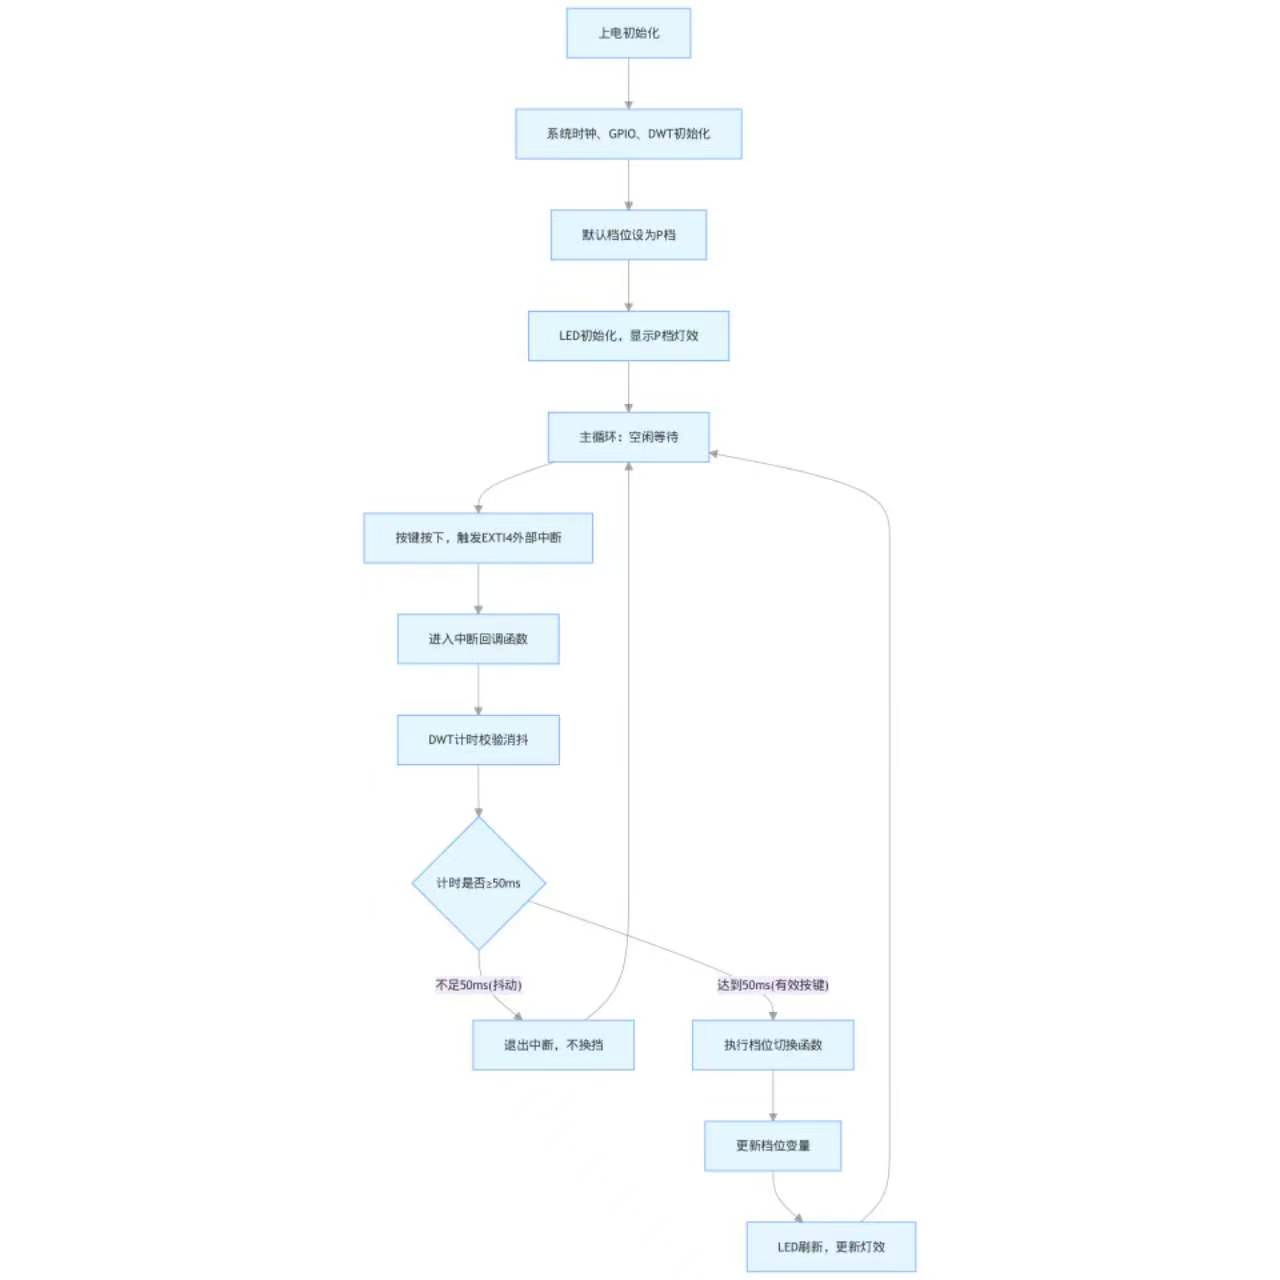 上电初始化
系统时钟、GPIO、DWT初始化
默认档位设为P档
LED初始化，显示P档灯效
主循环：空闲等待
按键按下，触发EXTI4外部中断
进入中断回调函数
DWT计时校验消抖
计时是否≥50ms
不足50ms(抖动)
达到50ms(有效按键)
退出中断，不换挡
执行档位切换函数
更新档位变量
LED刷新，更新灯效